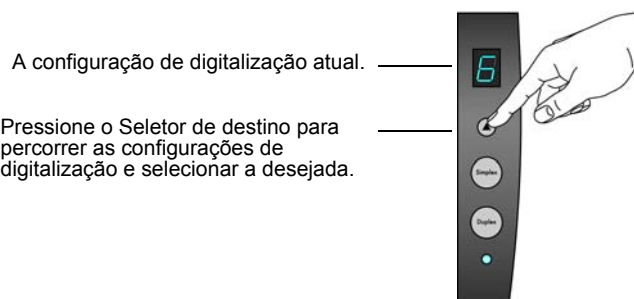 A configuração de digitalização atual.
6
Pressione o Seletor de destino para
percorrer as configurações de
digitalização e selecionar a desejada.
Simplex
Duplex